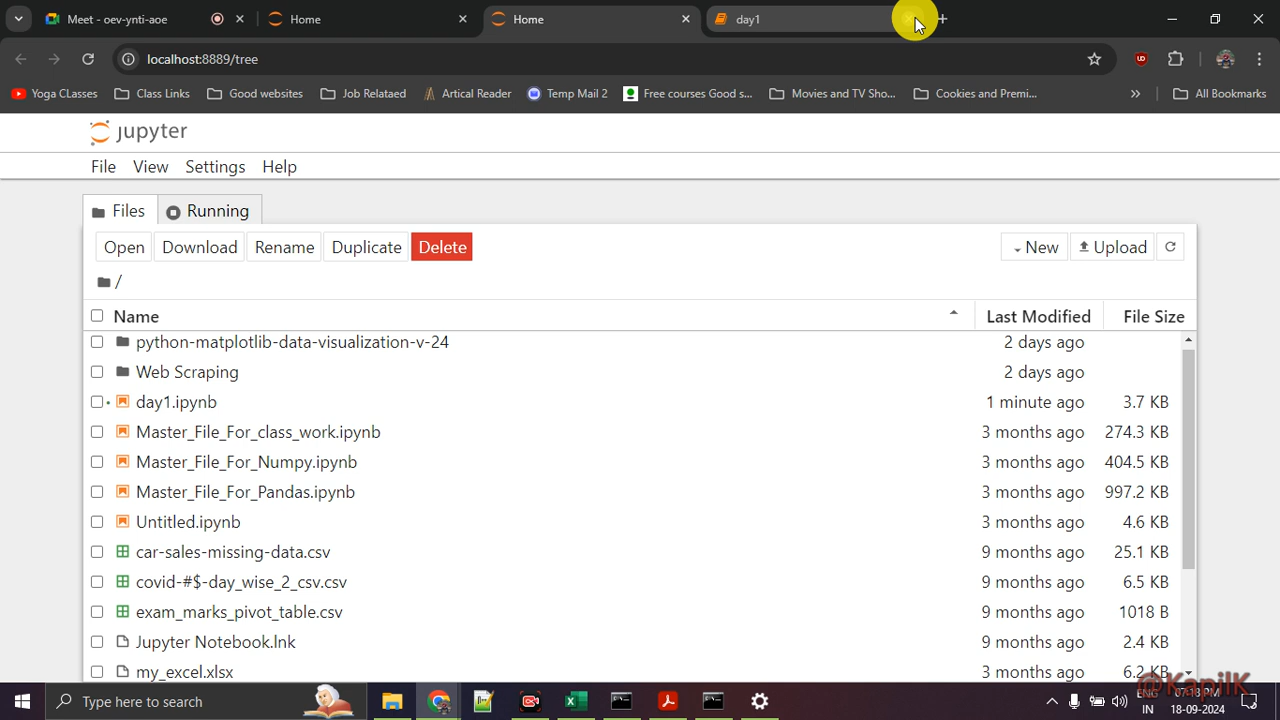 Meet - oev-ynti-aoe
Home
Home
day1
localhost:8889/tree
Yoga CLasses
Class Links
Good websites
Job Relataed
Artical Reader
Temp Mail 2
Free courses Good s...
Movies and TV Sho...
Cookies and Premi...
»
All Bookmarks
jupyter
File View Settings Help
Files
Running
Open Download Rename Duplicate Delete
New Upload
/
Name Last Modified File Size
python-matplotlib-data-visualization-v-24 2 days ago
Web Scraping 2 days ago
day1.ipynb 1 minute ago 3.7 KB
Master_File_For_class_work.ipynb 3 months ago 274.3 KB
Master_File_For_Numpy.ipynb 3 months ago 404.5 KB
Master_File_For_Pandas.ipynb 3 months ago 997.2 KB
Untitled.ipynb 3 months ago 4.6 KB
car-sales-missing-data.csv 9 months ago 25.1 KB
covid-#$-day_wise_2_csv.csv 9 months ago 6.5 KB
exam_marks_pivot_table.csv 9 months ago 1018 B
Jupyter Notebook.lnk 9 months ago 2.4 KB
my_excel.xlsx 3 months ago 6.2 KB
@KapilK
Type here to search
ENG 07:18 PM
IN 18-09-2024